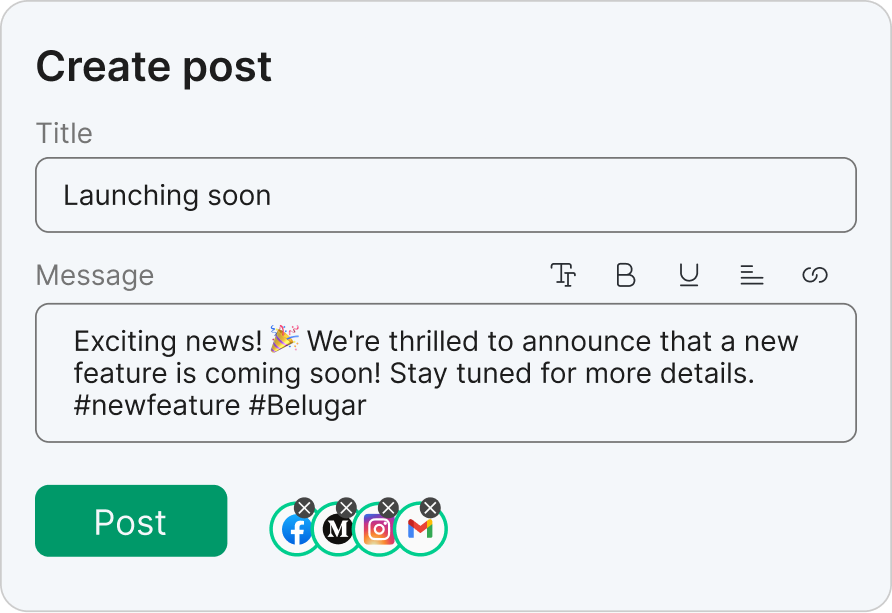 Create post
Title
Launching soon
Message
Exciting news! 🎉 We're thrilled to announce that a new
feature is coming soon! Stay tuned for more details.
#newfeature #Belugar
Post